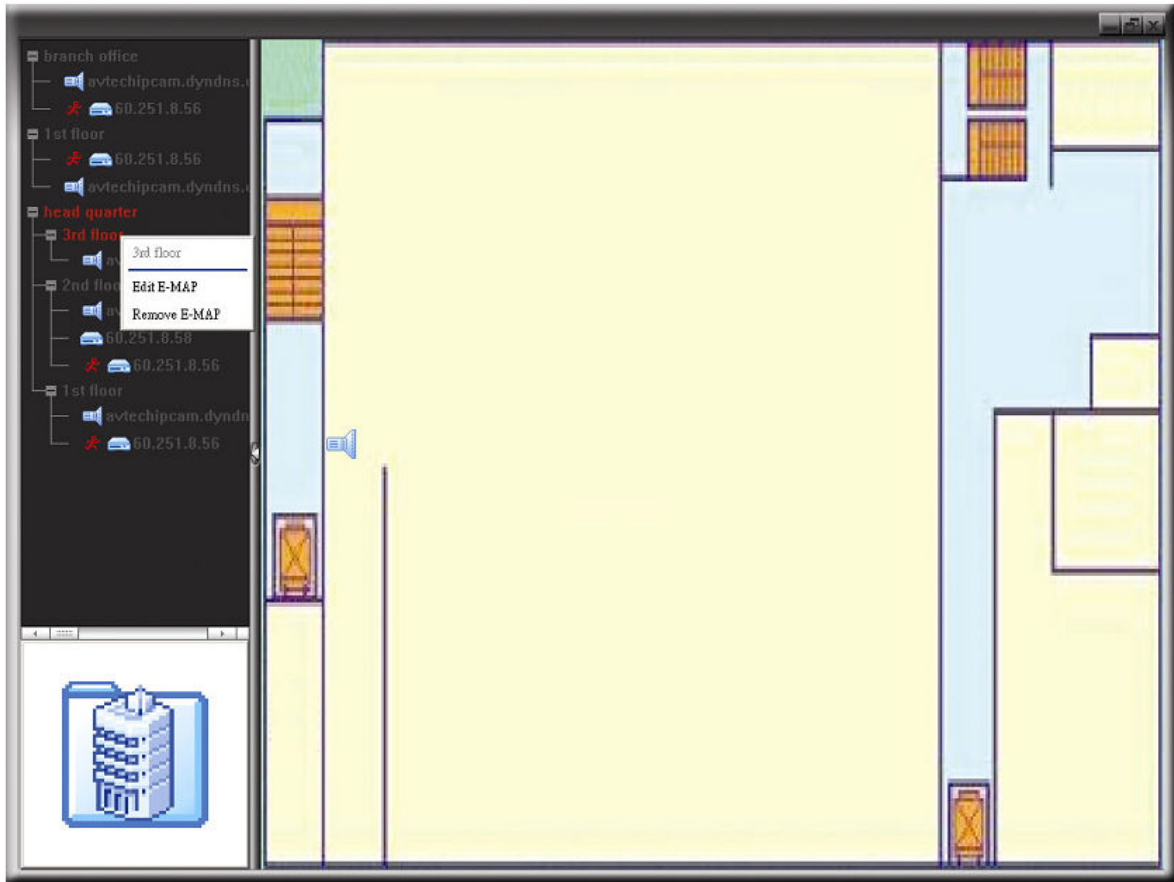 branch office
avtechipcam.dyndns.
60.251.8.56
1st floor
60.251.8.56
avtechipcam.dyndns.
head quarter
3rd floor
3rd floor
Edit E-MAP
Remove E-MAP
2nd floo
60.251.8.58
60.251.8.56
1st floor
avtechipcam.dyndn
60.251.8.56